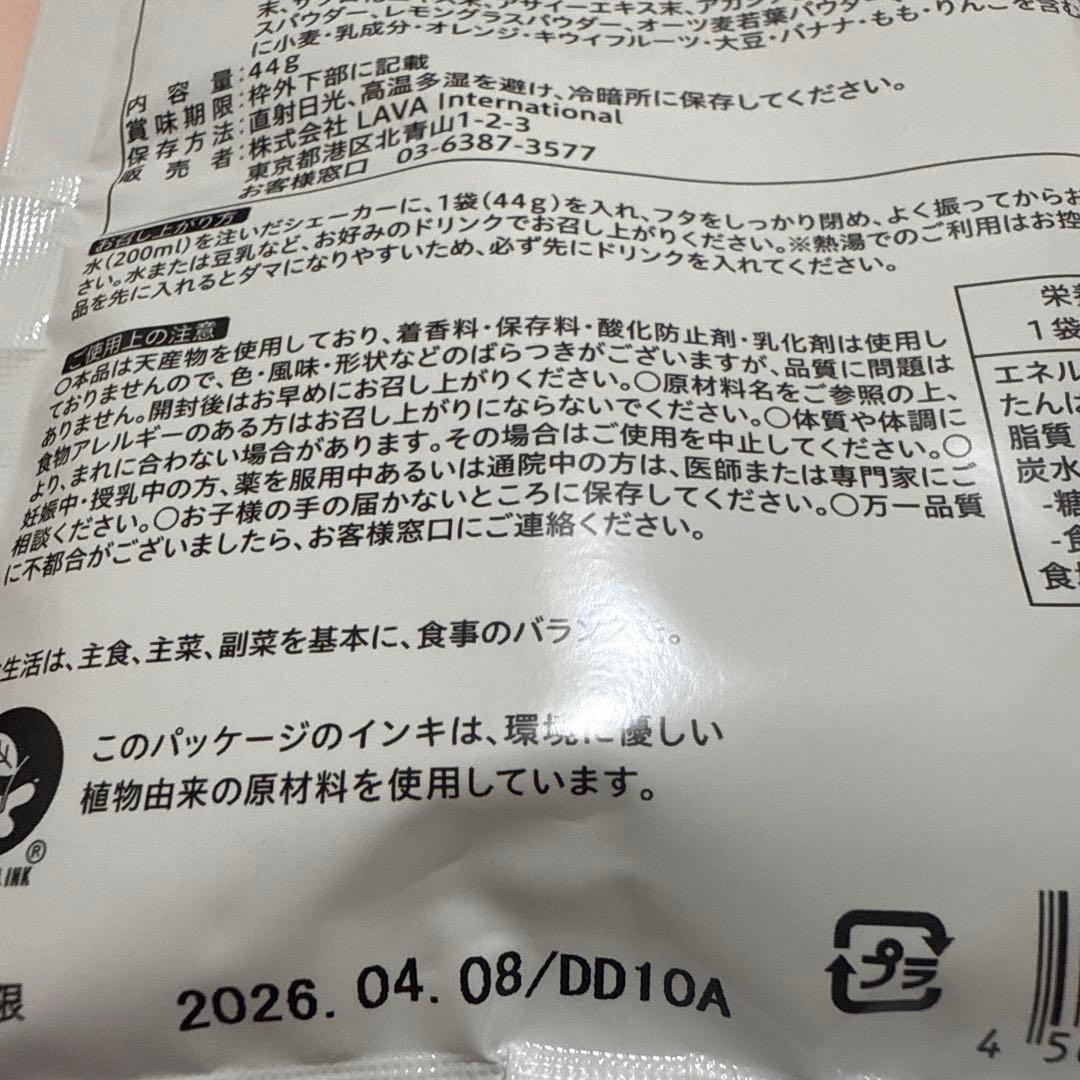 アサイーエキス末、
スパウダー、レモングラスパウダー、オーツ麦若葉パウダー
に小麦・乳成分・オレンジ・キウイフルーツ・大豆・バナナ・もも・りんごを含む
内容量:44g
賞味期限:枠外下部に記載
保存方法:直射日光、高温多湿を避け、冷暗所に保存してください。
販売者:株式会社 LAVA International
東京都港区北青山1-2-3
お客様窓口 03-6387-3577
お召し上がり方
水(200ml)を注いだシェーカーに、1袋(44g)を入れ、フタをしっかり閉め、よく振ってからお
さい。水または豆乳など、お好みのドリンクでお召し上がりください。※熱湯でのご利用はお控
品を先に入れるとダマになりやすいため、必ず先にドリンクを入れてください。
ご使用上の注意
○本品は天産物を使用しており、着香料・保存料・酸化防止剤・乳化剤は使用し
ておりませんので、色・風味・形状などのばらつきがございますが、品質に問題は
ありません。開封後はお早めにお召し上がりください。○原材料名をご参照の上、
食物アレルギーのある方はお召し上がりにならないでください。○体質や体調に
より、まれに合わない場合があります。その場合はご使用を中止してください。○
妊娠中・授乳中の方、薬を服用中あるいは通院中の方は、医師または専門家にご
相談ください。○お子様の手の届かないところに保存してください。○万一品質
に不都合がございましたら、お客様窓口にご連絡ください。
栄養
1袋
エネル
たんぱ
脂質
炭水
-糖
-食
食塩
生活は、主食、主菜、副菜を基本に、食事のバラン
このパッケージのインキは、環境に優しい
植物由来の原材料を使用しています。
®
INK
限
2026.04.08/DD10A
プラ
4 5